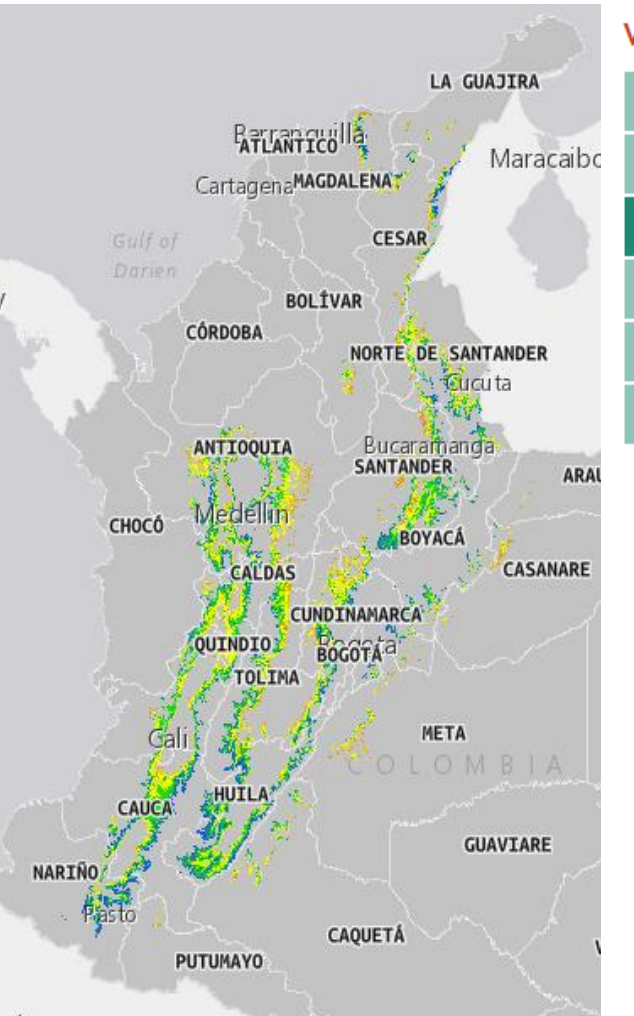 LA GUAJIRA
Barranquilla
ATLÁNTICO
Maracaibo
Cartagena
MAGDALENA
CESAR
Gulf of
Darien
BOLÍVAR
CÓRDOBA
NORTE DE SANTANDER
Cucuta
ANTIOQUIA
Bucaramanga
SANTANDER
ARAU
Medellin
CHOCÓ
BOYACÁ
CALDAS
CASANARE
CUNDINAMARCA
QUINDIO
Bogota
BOGOTÁ
TOLIMA
META
Cali
COLOMBIA
HUILA
CAUCA
GUAVIARE
NARIÑO
Pasto
CAQUETÁ
PUTUMAYO